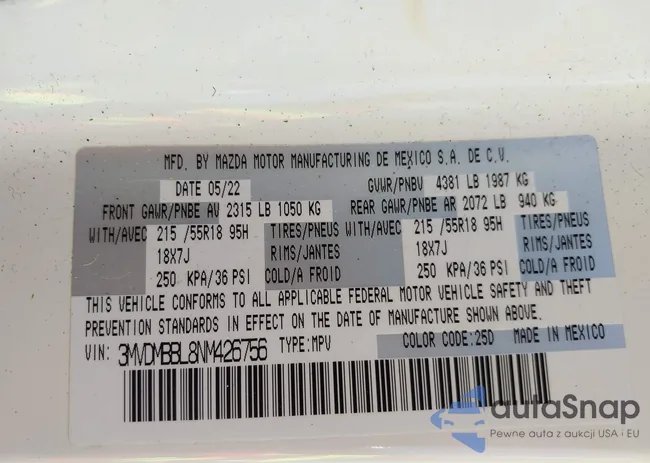 MFD. BY MAZDA MOTOR MANUFACTURING DE MEXICO S.A. DE C.V.
DATE 05/22 GVWR/PNBV 4381 LB 1987 KG
FRONT GAWR/PNBE AV 2315 LB 1050 KG REAR GAWR/PNBE AR 2072 LB 940 KG
WITH/AVEC 215 /55R18 95H TIRES/PNEUS WITH/AVEC 215 /55R18 95H TIRES/PNEUS
18X7J RIMS/JANTES 18X7J RIMS/JANTES
250 KPA/36 PSI COLD/A FROID 250 KPA/36 PSI COLD/A FROID
THIS VEHICLE CONFORMS TO ALL APPLICABLE FEDERAL MOTOR VEHICLE SAFETY AND THEFT
PREVENTION STANDARDS IN EFFECT ON THE DATE OF MANUFACTURE SHOWN ABOVE.
VIN: 3MVDMBBL8NM426756 TYPE:MPV COLOR CODE:25D MADE IN MEXICO
autaSnap
Pewne auta z aukcji USA i EU